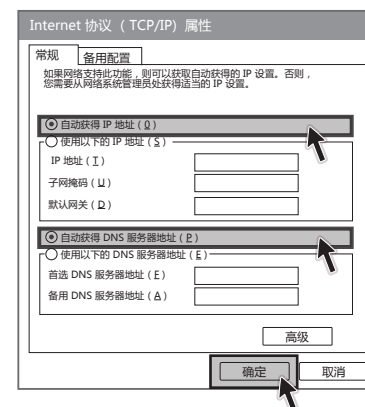 Internet 协议 （ TCP/IP) 属性
常规 备用配置
如果网络支持此功能，则可以获取自动获得的 IP 设置。否则，
您需要从网络系统管理员处获得适当的 IP 设置。
自动获得 IP 地址 ( O )
使用以下的 IP 地址 ( S )
IP 地址 ( I )
子网掩码 ( U )
默认网关 ( D )
自动获得 DNS 服务器地址 ( P )
使用以下的 DNS 服务器地址 ( E )
首选 DNS 服务器地址 ( F )
备用 DNS 服务器地址 ( A )
高级
确定 取消